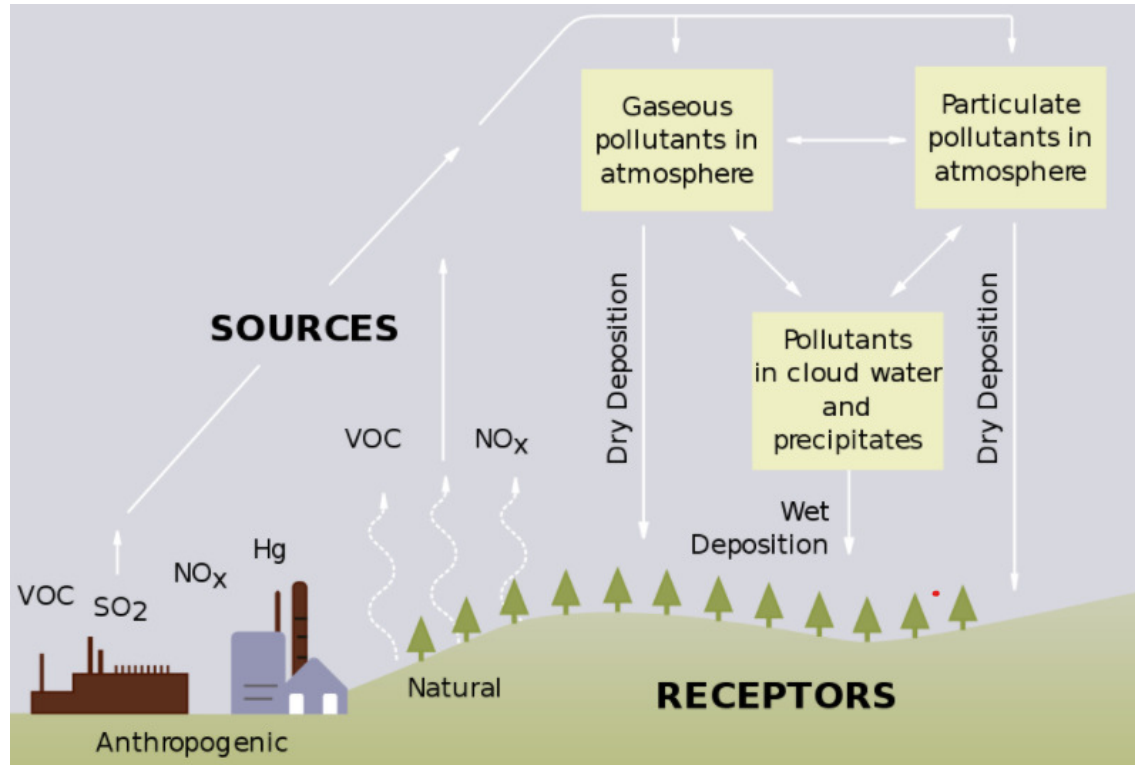 Gaseous
pollutants in
atmosphere
Particulate
pollutants in
atmosphere
SOURCES
Dry Deposition
Pollutants
in cloud water
and
precipitates
Dry Deposition
VOC
NOx
Wet
Deposition
Hg
NOx
VOC
SO2
Natural
RECEPTORS
Anthropogenic